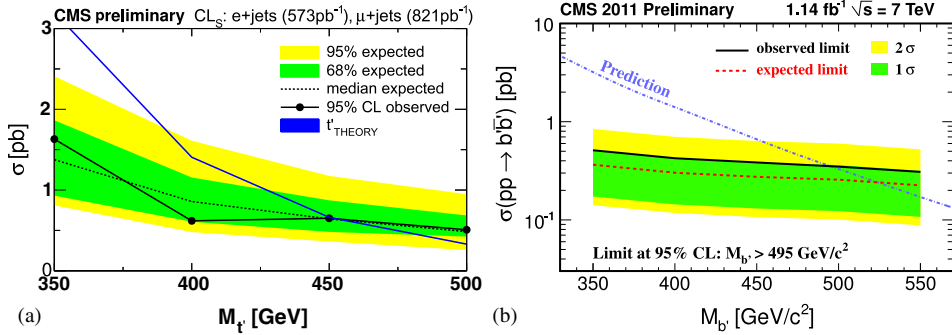 CMS preliminary CLS: e+jets (573pb⁻¹), μ+jets (821pb⁻¹)
3
2
1
0
σ [pb]
95% expected
68% expected
median expected
95% CL observed
t'THEORY
350 400 450 500
(a)
Mt' [GeV]
CMS 2011 Preliminary 1.14 fb⁻¹ √s = 7 TeV
10
1
10⁻¹
σ(pp → b'b̄') [pb]
observed limit 2 σ
expected limit 1 σ
Prediction
Limit at 95% CL: Mb' > 495 GeV/c²
350 400 450 500 550
(b)
Mb' [GeV/c²]